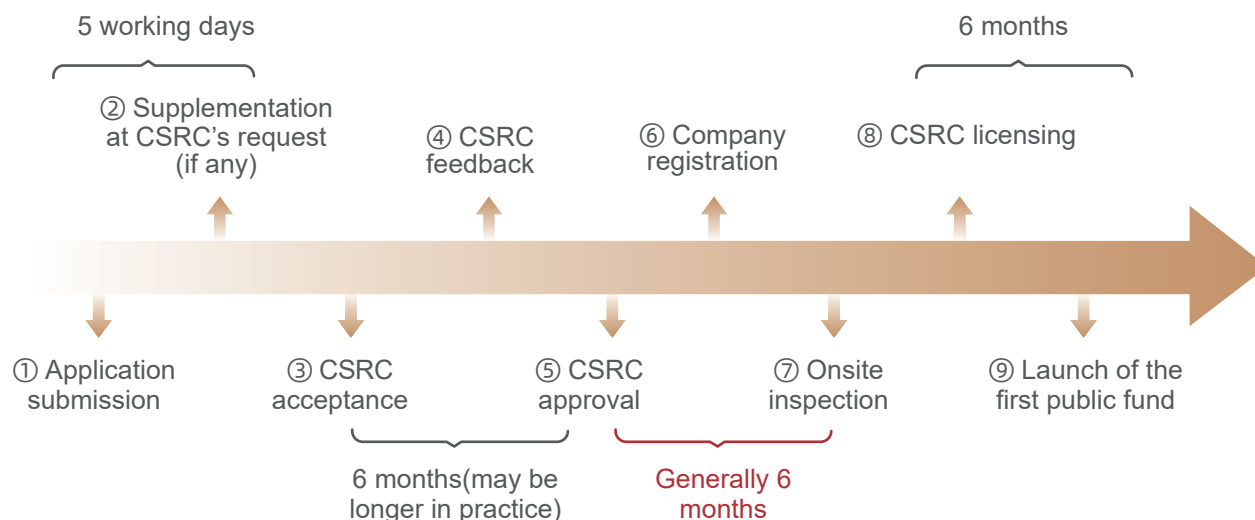 5 working days
6 months
② Supplementation
at CSRC’s request
(if any)
④ CSRC
feedback
⑥ Company
registration
⑧ CSRC licensing
① Application
submission
③ CSRC
acceptance
⑤ CSRC
approval
⑦ Onsite
inspection
⑨ Launch of the
first public fund
6 months(may be
longer in practice)
Generally 6
months